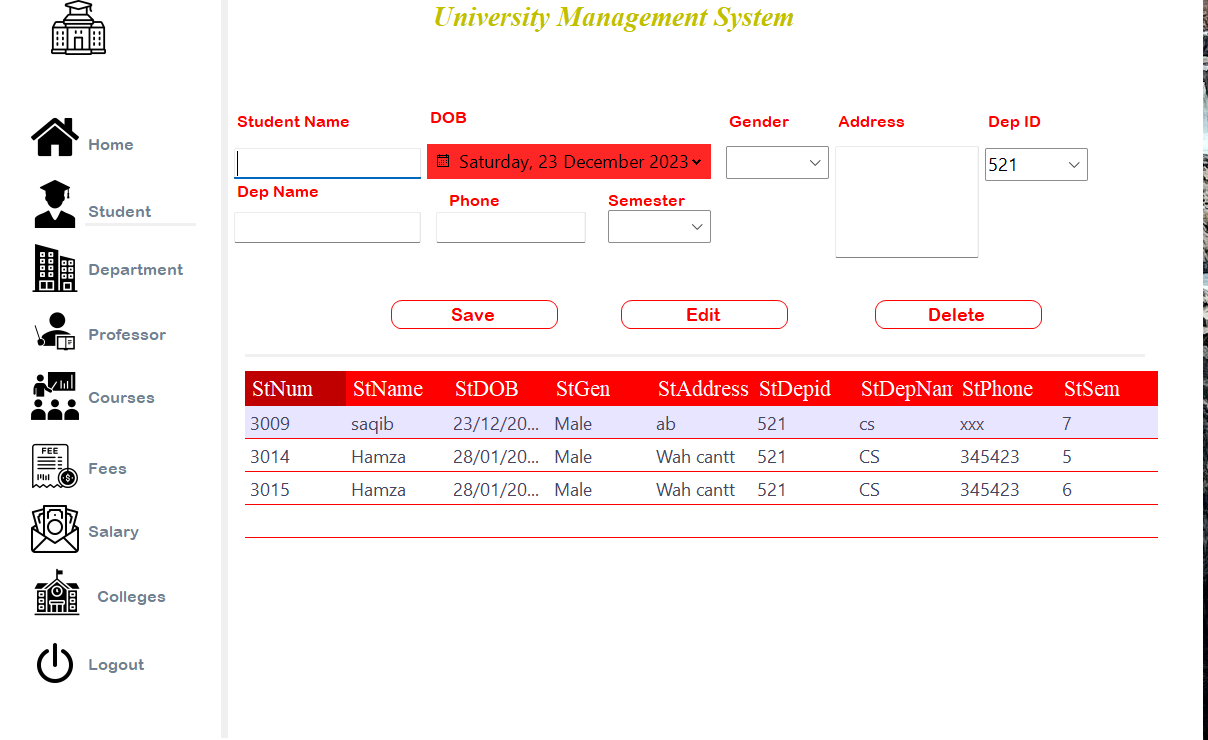 University Management System
Home
Student
Department
Professor
Courses
FEE
Fees
Salary
Colleges
Logout
Student Name
DOB
Gender
Address
Dep ID
Saturday, 23 December 2023
521
Dep Name
Phone
Semester
Save
Edit
Delete
StNum StName StDOB StGen StAddress StDepid StDepNam StPhone StSem
3009 saqib 23/12/20... Male ab 521 cs xxx 7
3014 Hamza 28/01/20... Male Wah cantt 521 CS 345423 5
3015 Hamza 28/01/20... Male Wah cantt 521 CS 345423 6